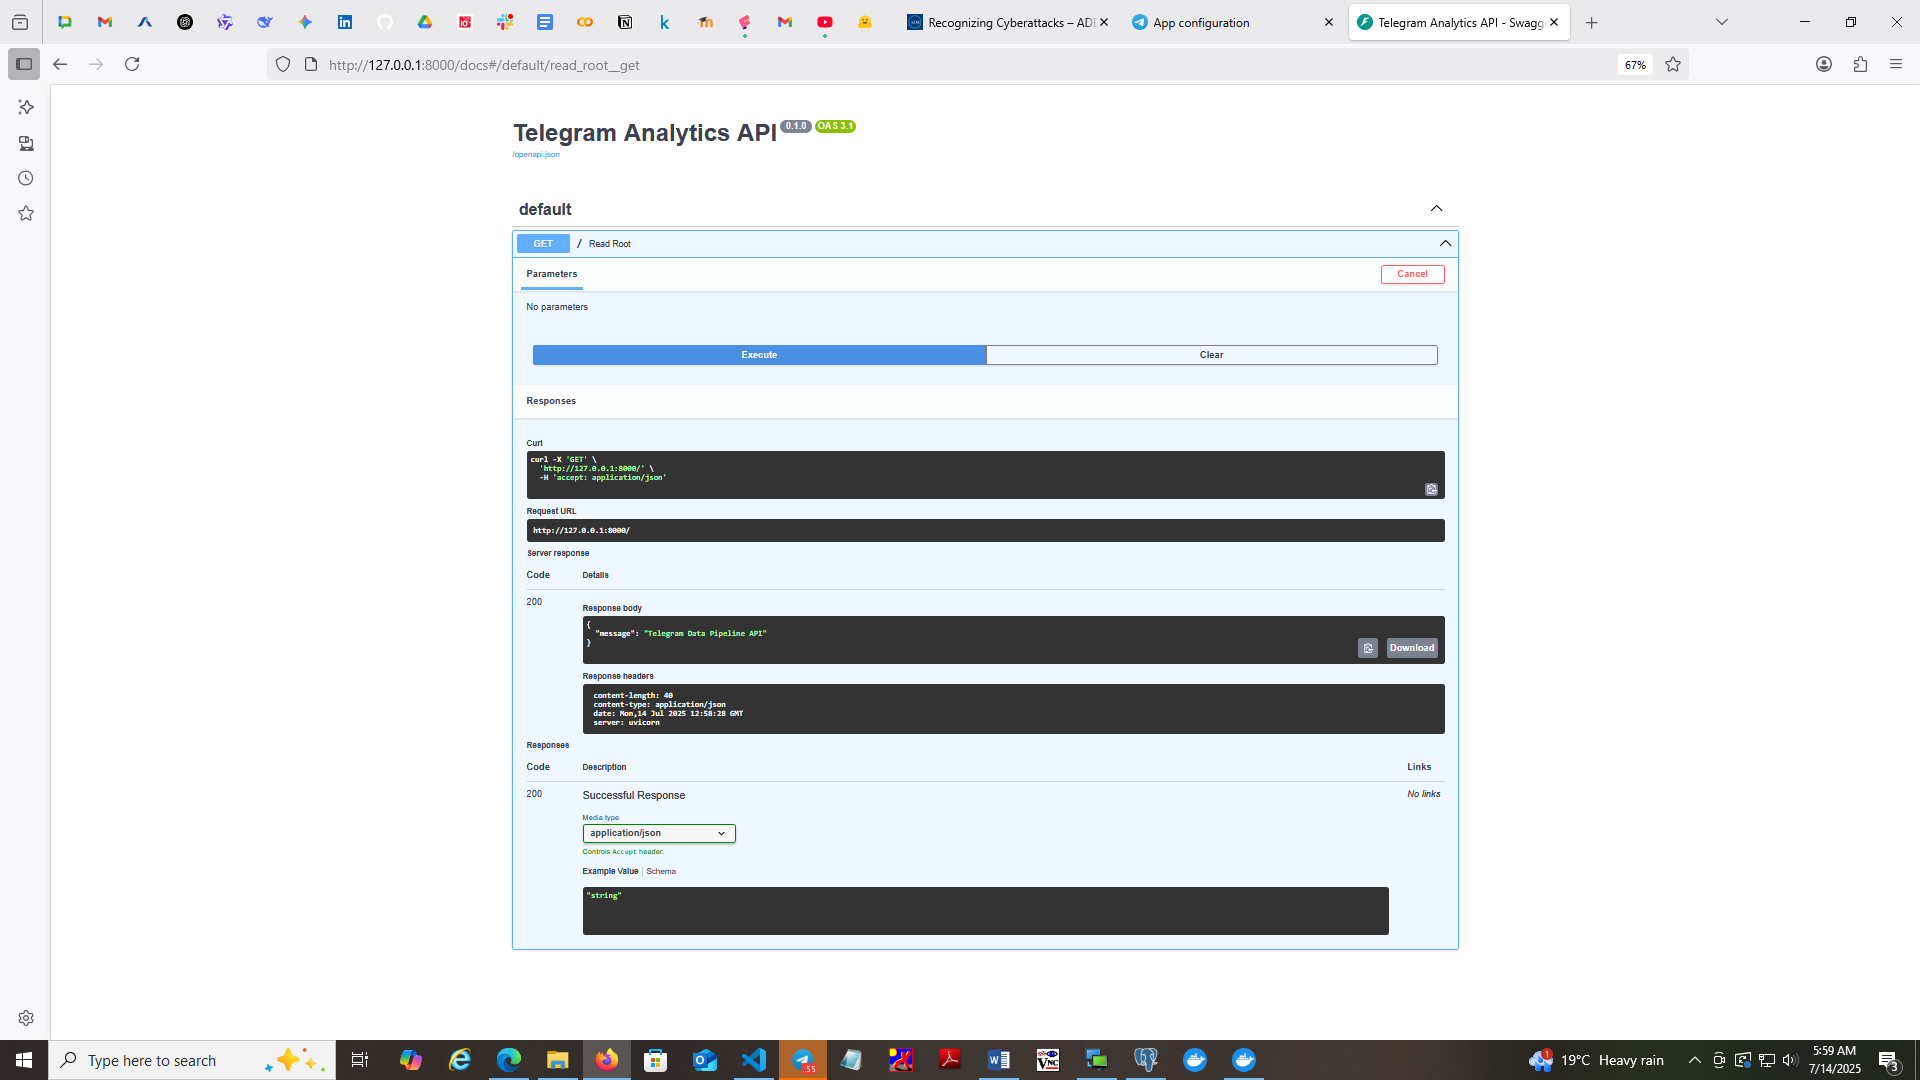 Recognizing Cyberattacks – AD
App configuration
Telegram Analytics API - Swagg
http://127.0.0.1:8000/docs#/default/read_root__get
67%
Telegram Analytics API 0.1.0 OAS 3.1
/openapi.json
default
GET / Read Root
Parameters
Cancel
No parameters
Execute
Clear
Responses
Curl
curl -X 'GET' \
'http://127.0.0.1:8000/' \
-H 'accept: application/json'
Request URL
http://127.0.0.1:8000/
Server response
Code Details
200
Response body
{
"message": "Telegram Data Pipeline API"
}
Download
Response headers
content-length: 40
content-type: application/json
date: Mon,14 Jul 2025 12:58:28 GMT
server: uvicorn
Responses
Code Description Links
200 Successful Response No links
Media type
application/json
Controls Accept header.
Example Value | Schema
"string"
Type here to search
.55
1
19°C Heavy rain
5:59 AM
7/14/2025
3